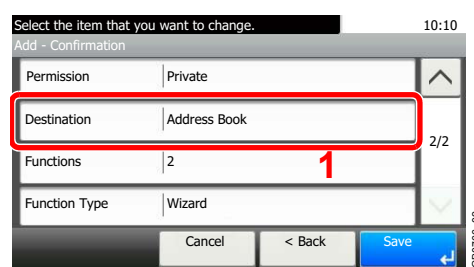 Select the item that you want to change.
10:10
Add - Confirmation
Permission Private
Destination Address Book
2/2
Functions 2
1
Function Type Wizard
Cancel < Back Save